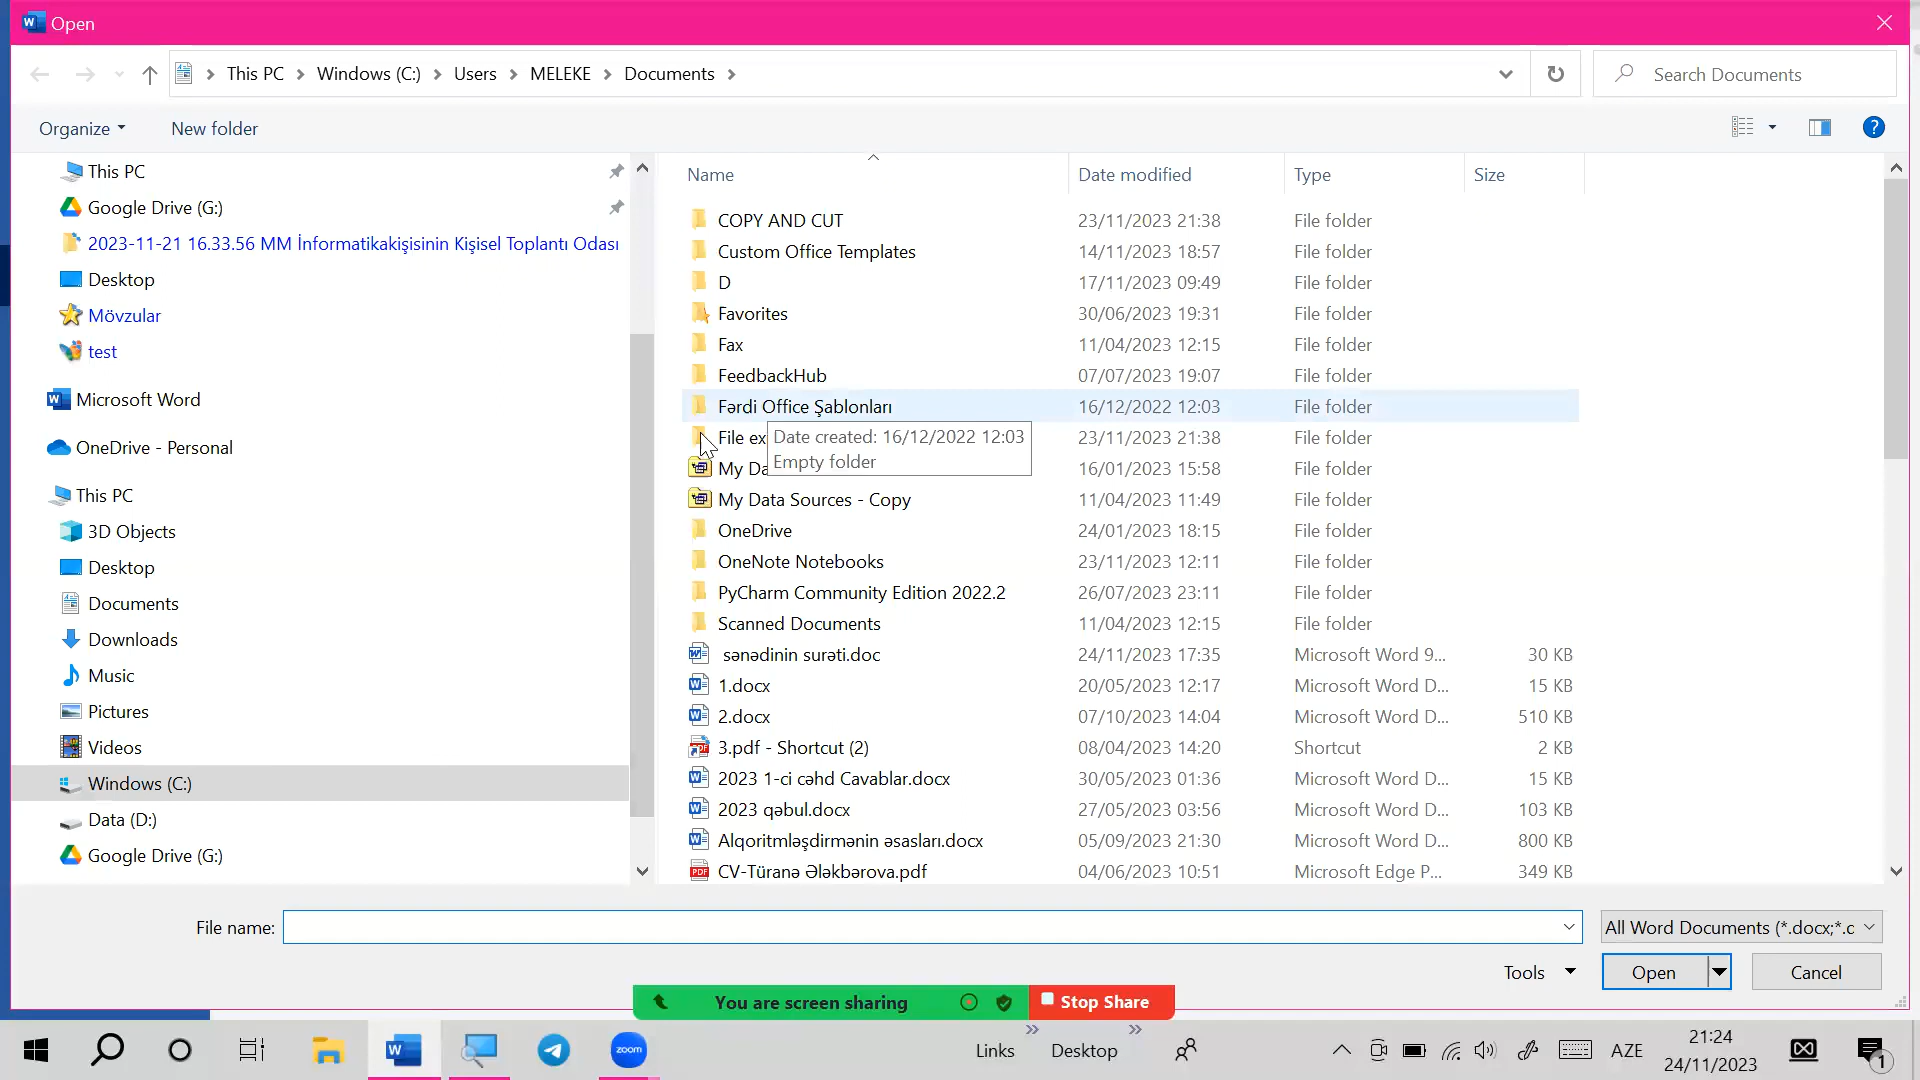 Open
This PC > Windows (C:) > Users > MELEKE > Documents >
Search Documents
Organize
New folder
This PC
Google Drive (G:)
2023-11-21 16.33.56 MM İnformatikakişisinin Kişisel Toplantı Odası
Desktop
Mövzular
test
Microsoft Word
OneDrive - Personal
This PC
3D Objects
Desktop
Documents
Downloads
Music
Pictures
Videos
Windows (C:)
Data (D:)
Google Drive (G:)
Name Date modified Type Size
COPY AND CUT 23/11/2023 21:38 File folder
Custom Office Templates 14/11/2023 18:57 File folder
D 17/11/2023 09:49 File folder
Favorites 30/06/2023 19:31 File folder
Fax 11/04/2023 12:15 File folder
FeedbackHub 07/07/2023 19:07 File folder
Fərdi Office Şablonları 16/12/2022 12:03 File folder
File ex 23/11/2023 21:38 File folder
Date created: 16/12/2022 12:03
Empty folder
My Da 16/01/2023 15:58 File folder
My Data Sources - Copy 11/04/2023 11:49 File folder
OneDrive 24/01/2023 18:15 File folder
OneNote Notebooks 23/11/2023 12:11 File folder
PyCharm Community Edition 2022.2 26/07/2023 23:11 File folder
Scanned Documents 11/04/2023 12:15 File folder
sənədinin surəti.doc 24/11/2023 17:35 Microsoft Word 9... 30 KB
1.docx 20/05/2023 12:17 Microsoft Word D... 15 KB
2.docx 07/10/2023 14:04 Microsoft Word D... 510 KB
3.pdf - Shortcut (2) 08/04/2023 14:20 Shortcut 2 KB
2023 1-ci cəhd Cavablar.docx 30/05/2023 01:36 Microsoft Word D... 15 KB
2023 qəbul.docx 27/05/2023 03:56 Microsoft Word D... 103 KB
Alqoritmləşdirmənin əsasları.docx 05/09/2023 21:30 Microsoft Word D... 800 KB
CV-Türanə Ələkbərova.pdf 04/06/2023 10:51 Microsoft Edge P... 349 KB
File name:
All Word Documents (*.docx;*.c
Tools
Open
Cancel
You are screen sharing
Stop Share
zoom
Links
Desktop
AZE
21:24
24/11/2023
1